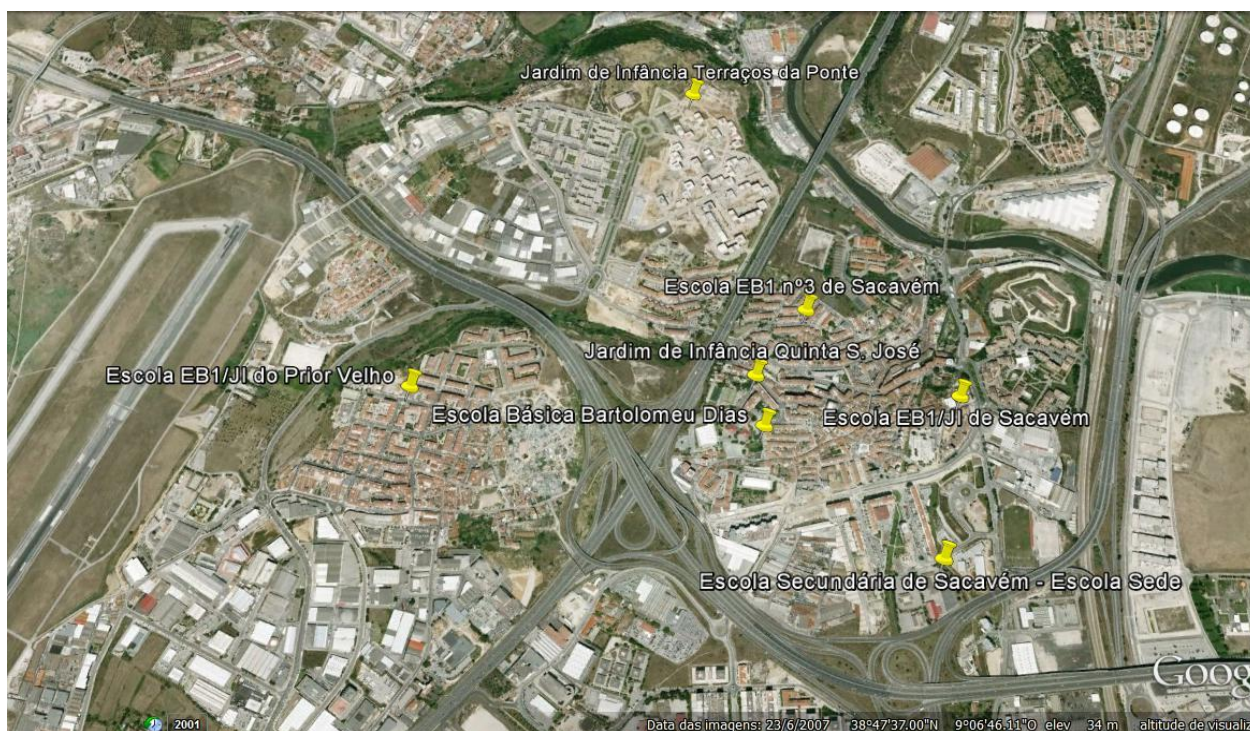 Jardim de Infância Terraços da Ponte
Escola EB1 nº3 de Sacavém
Jardim de Infância Quinta S. José
Escola EB1/JI do Prior Velho
Escola Básica Bartolomeu Dias
Escola EB1/JI de Sacavém
Escola Secundária de Sacavém - Escola Sede
Goog
2001
Data das imagens: 23/6/2007 38°47'37.00"N 9°06'46.11"O elev 34 m altitude de visualiz